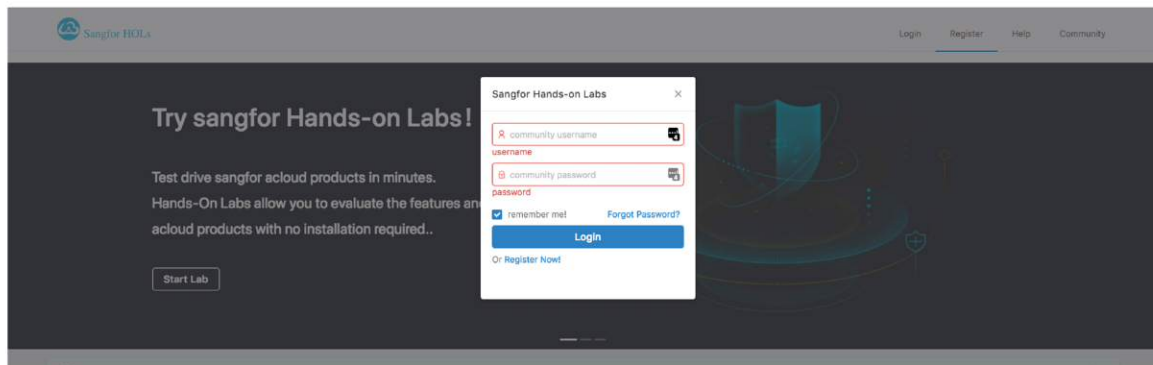 Sangfor HOLs
Login
Register
Help
Community
Try sangfor Hands-on Labs!
Test drive sangfor acloud products in minutes.
Hands-On Labs allow you to evaluate the features an
acloud products with no installation required..
Start Lab
Sangfor Hands-on Labs
community username
username
community password
password
remember me!
Forgot Password?
Login
Or Register Now!